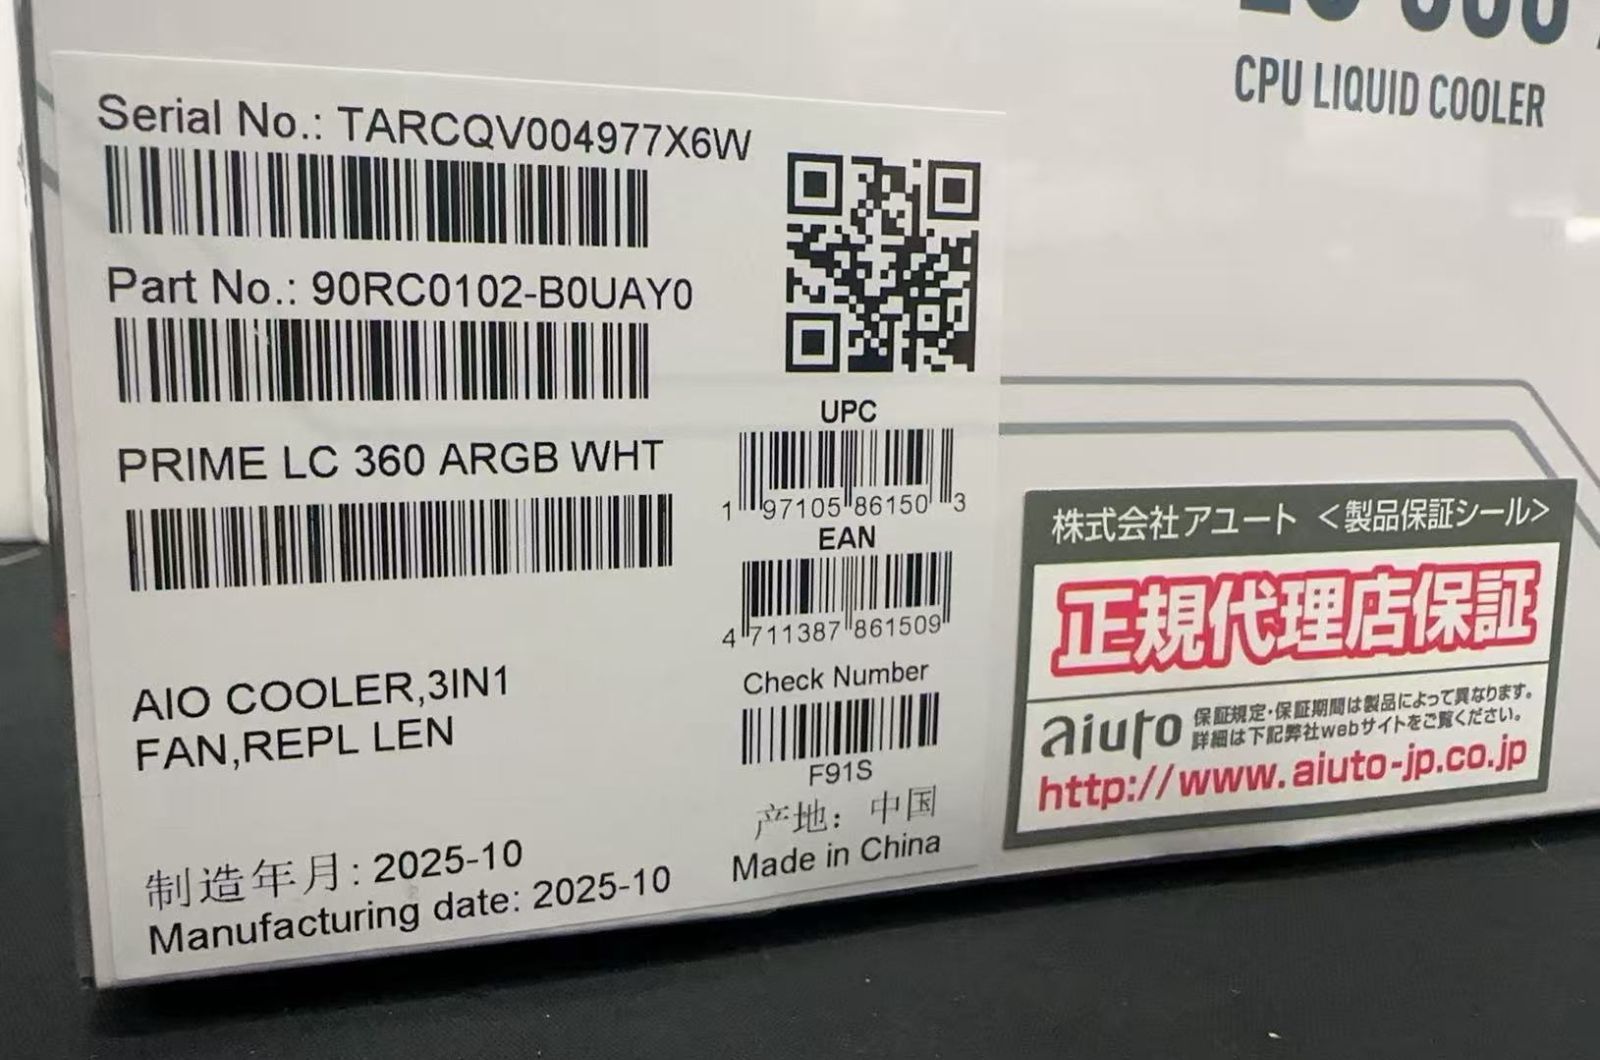 CPU LIQUID COOLER
Serial No.: TARCQV004977X6W
Part No.: 90RC0102-B0UAY0
PRIME LC 360 ARGB WHT
AIO COOLER,3IN1
FAN,REPL LEN
制造年月: 2025-10
Manufacturing date: 2025-10
UPC
1 97105 86150 3
EAN
4 711387 861509
Check Number
F91S
产地: 中国
Made in China
株式会社アユート <製品保証シール>
正規代理店保証
aiuto 保証規定・保証期間は製品によって異なります。
詳細は下記弊社webサイトをご覧ください。
http://www.aiuto-jp.co.jp